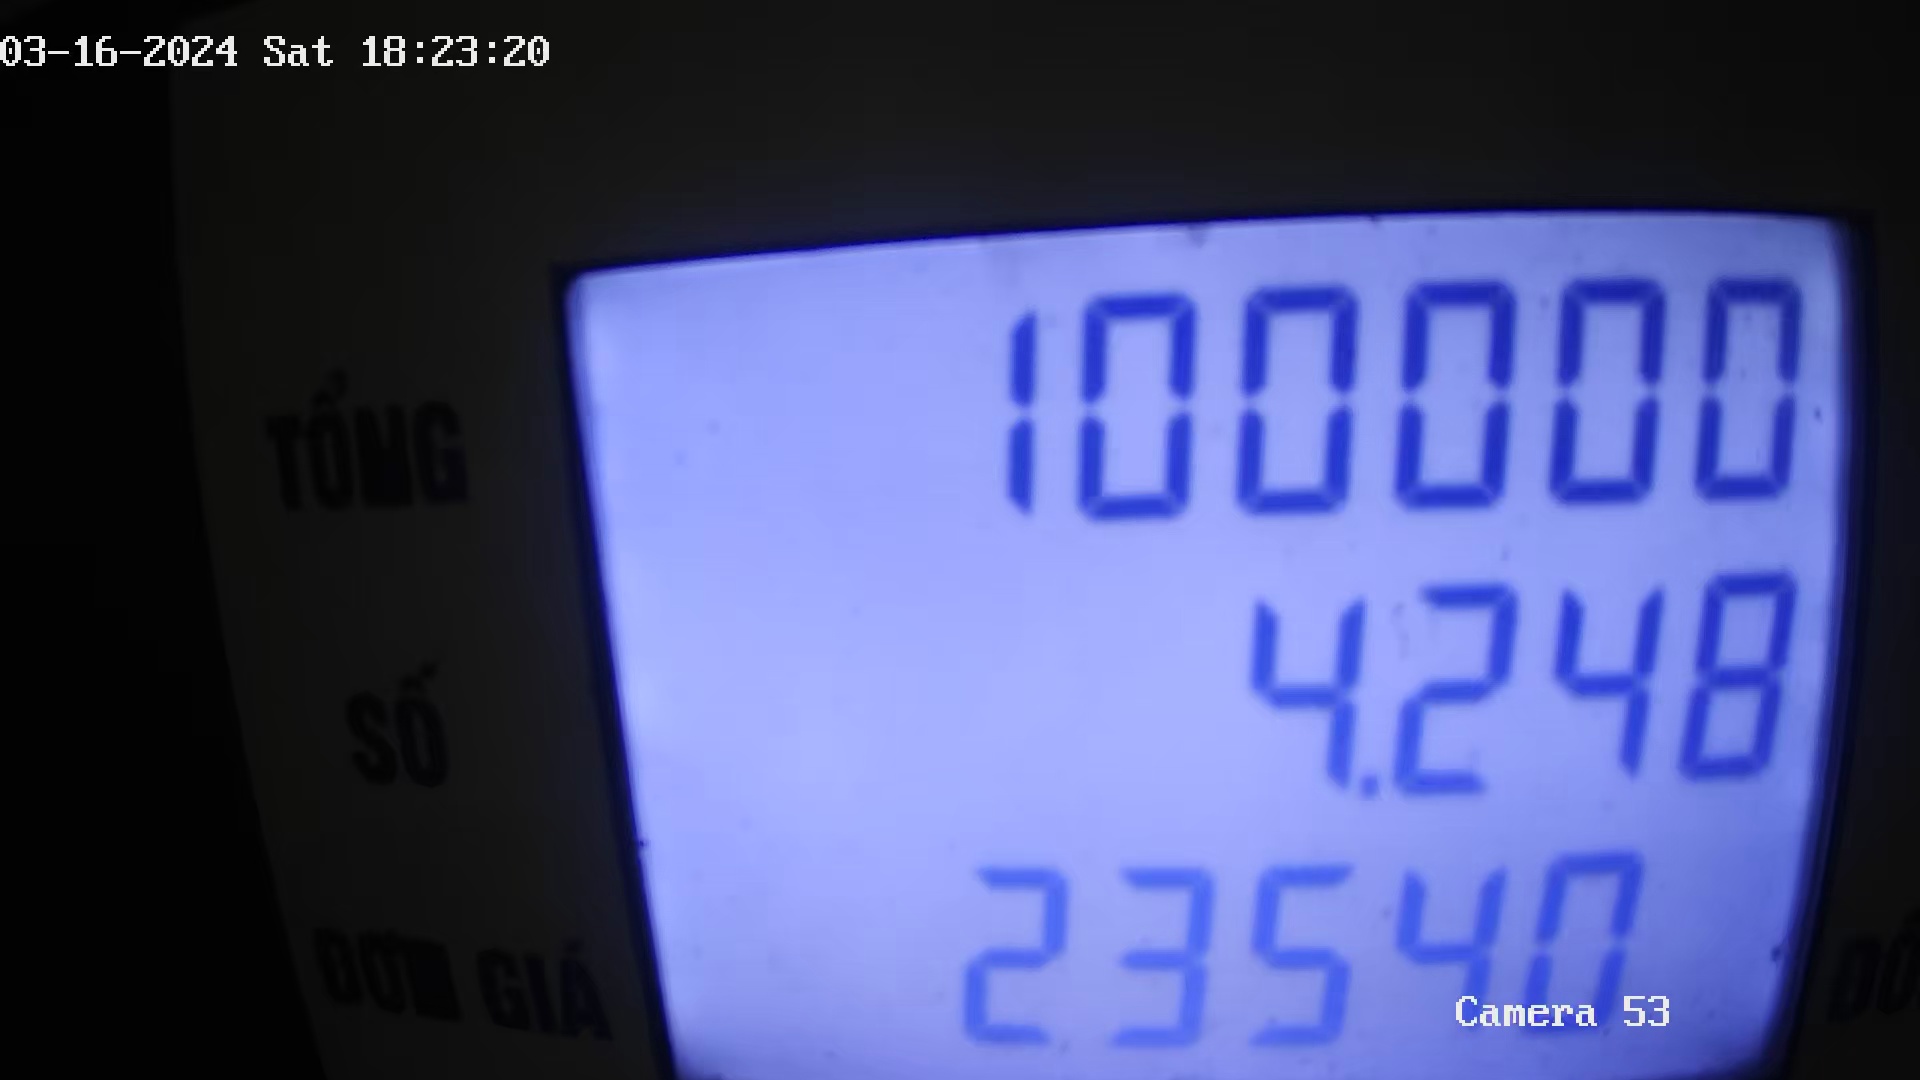 03-16-2024 Sat 18:23:20
TỔNG 100000
SỐ 4.248
ĐƠN GIÁ 23540
Camera 53